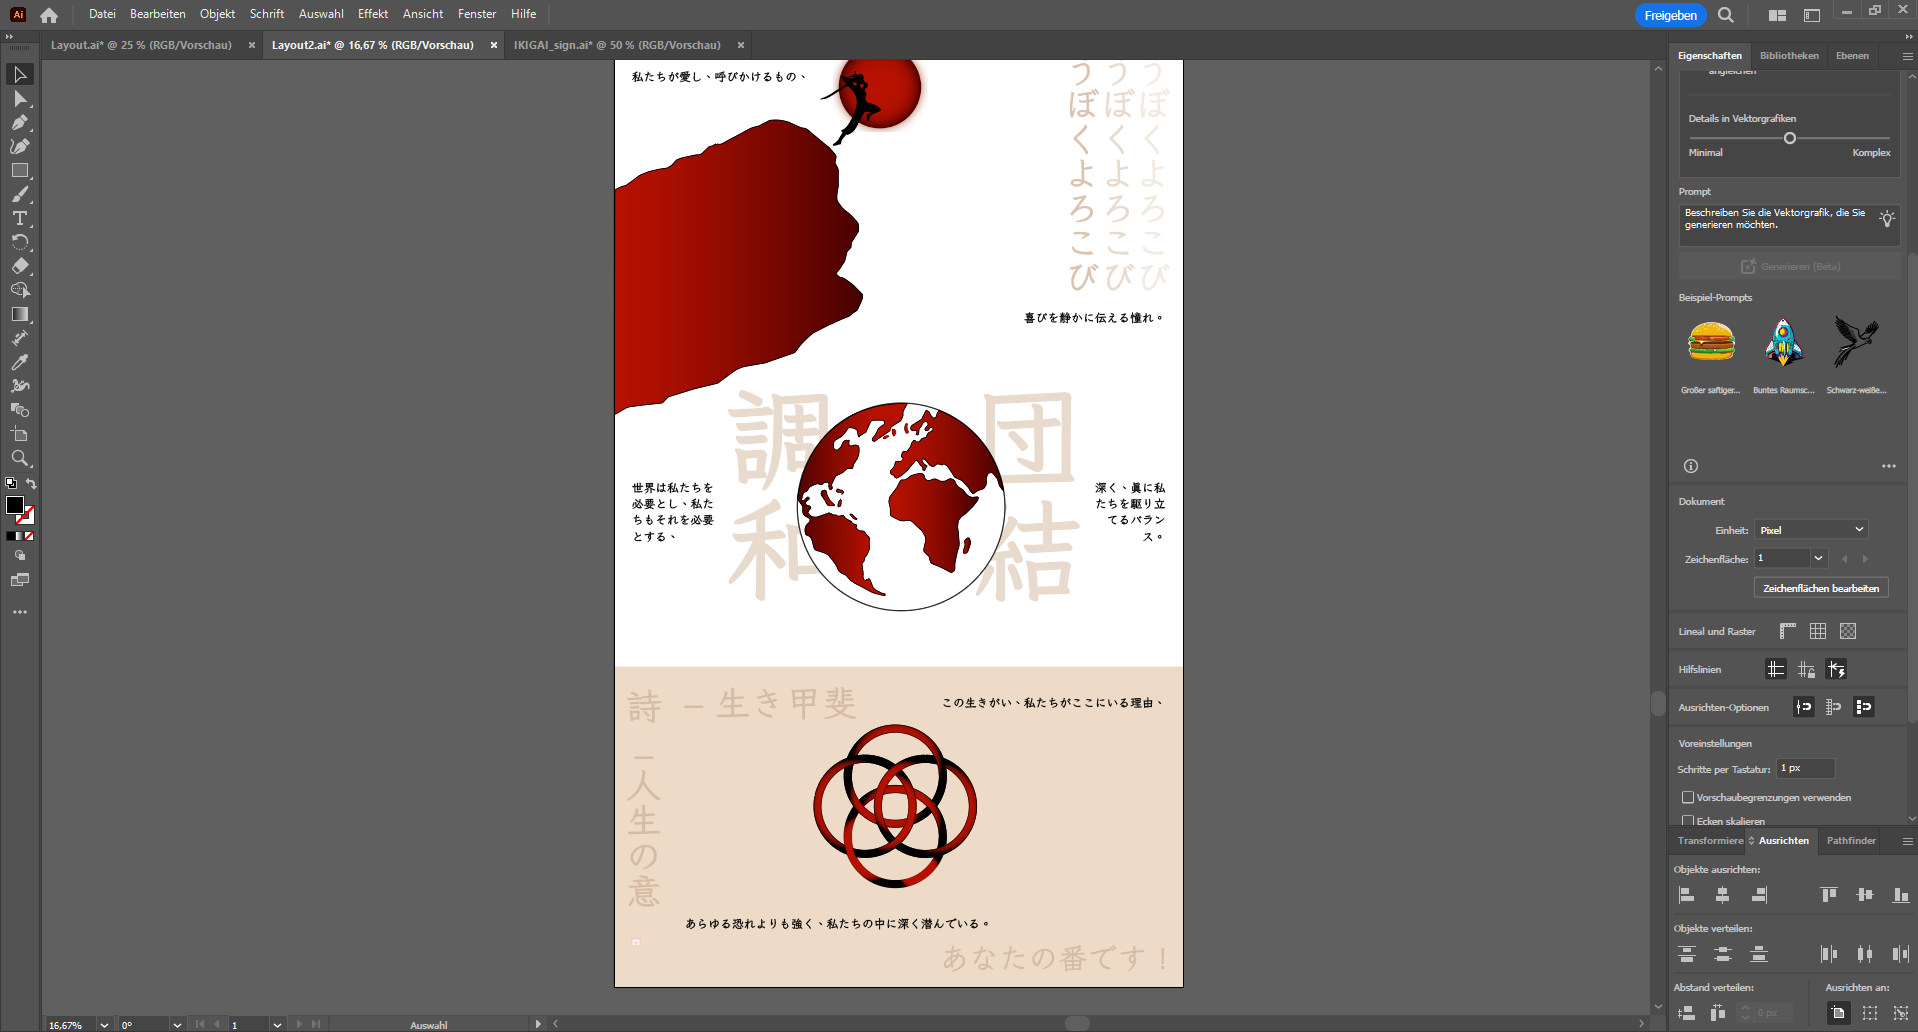 Ai
Datei Bearbeiten Objekt Schrift Auswahl Effekt Ansicht Fenster Hilfe
Freigeben
Layout.ai* @ 25 % (RGB/Vorschau) × Layout2.ai* @ 16,67 % (RGB/Vorschau) × IKIGAI_sign.ai* @ 50 % (RGB/Vorschau) ×
私たちが愛し、呼びかけるもの、
うぼくよろこび
うぼくよろこび
うぼくよろこび
喜びを静かに伝える憧れ。
調和
団結
世界は私たちを
必要とし、私た
ちもそれを必要
とする、
深く、眞に私
たちを駆り立
てるバラン
ス。
詩 – 生き甲斐
この生きがい、私たちがここにいる理由、
–人生の意
あらゆる恐れよりも強く、私たちの中に深く潜んでいる。
あなたの番です！
Eigenschaften Bibliotheken Ebenen
angleichen
Details in Vektorgrafiken
Minimal Komplex
Prompt
Beschreiben Sie die Vektorgrafik, die Sie
generieren möchten.
Generieren (Beta)
Beispiel-Prompts
Großer saftiger... Buntes Raumsc... Schwarz-weiße...
Dokument
Einheit: Pixel
Zeichenfläche: 1
Zeichenflächen bearbeiten
Lineal und Raster
Hilfslinien
Ausrichten-Optionen
Voreinstellungen
Schritte per Tastatur: 1 px
Vorschaubegrenzungen verwenden
Ecken skalieren
Transformiere Ausrichten Pathfinder
Objekte ausrichten:
Objekte verteilen:
Abstand verteilen: Ausrichten an:
0 px
16,67% 0° 1 Auswahl